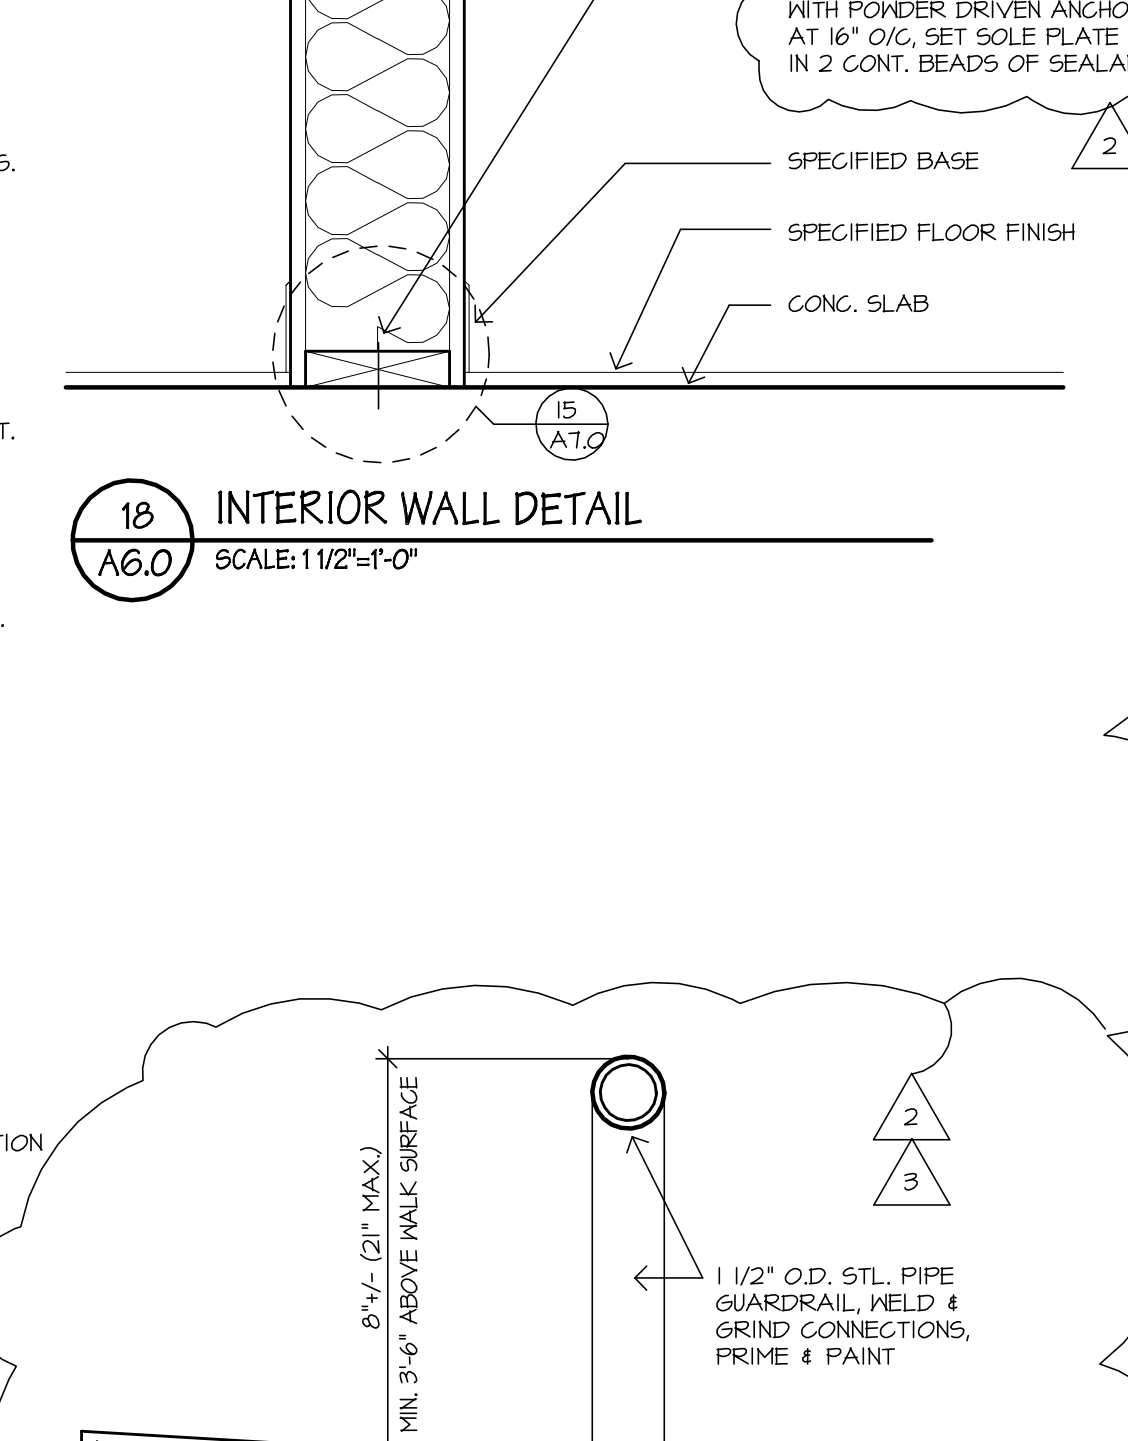 WITH POWDER DRIVEN
AT 16" O/C, SET SOLE PLATE
IN 2 CONT. BEADS OF
2
SPECIFIED BASE
SPECIFIED FLOOR FINISH
CONC. SLAB
15
A7.0
18
A6.0
INTERIOR WALL DETAIL
SCALE: 1 1/2"=1'-0"
8"+/- (21" MAX.)
MIN. 3'-6" ABOVE WALK SURFACE
2
3
1 1/2" O.D. STL. PIPE
GUARDRAIL, WELD &
GRIND CONNECTIONS,
PRIME & PAINT